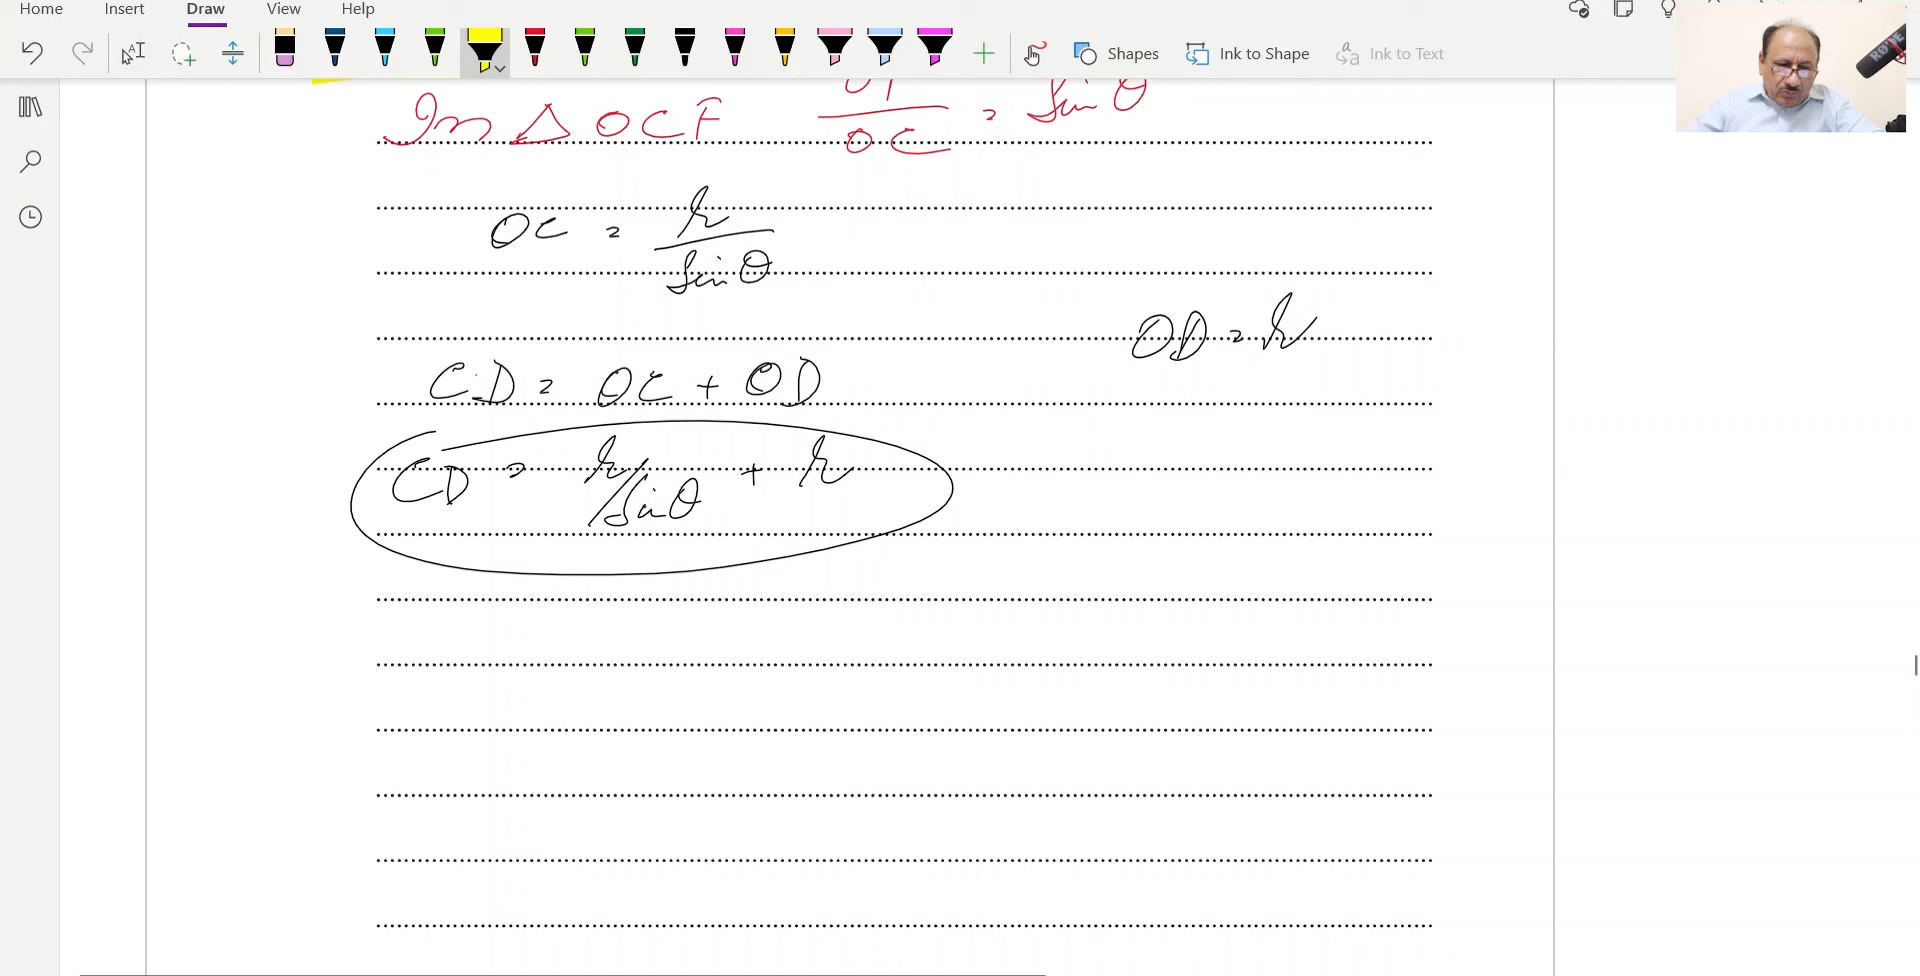 Home Insert Draw View Help
Shapes Ink to Shape Ink to Text
In △ OCF OF/OC = Sin θ
OC = r/Sin θ
OD = r
CD = OC + OD
CD = r/Sin θ + r
RODE